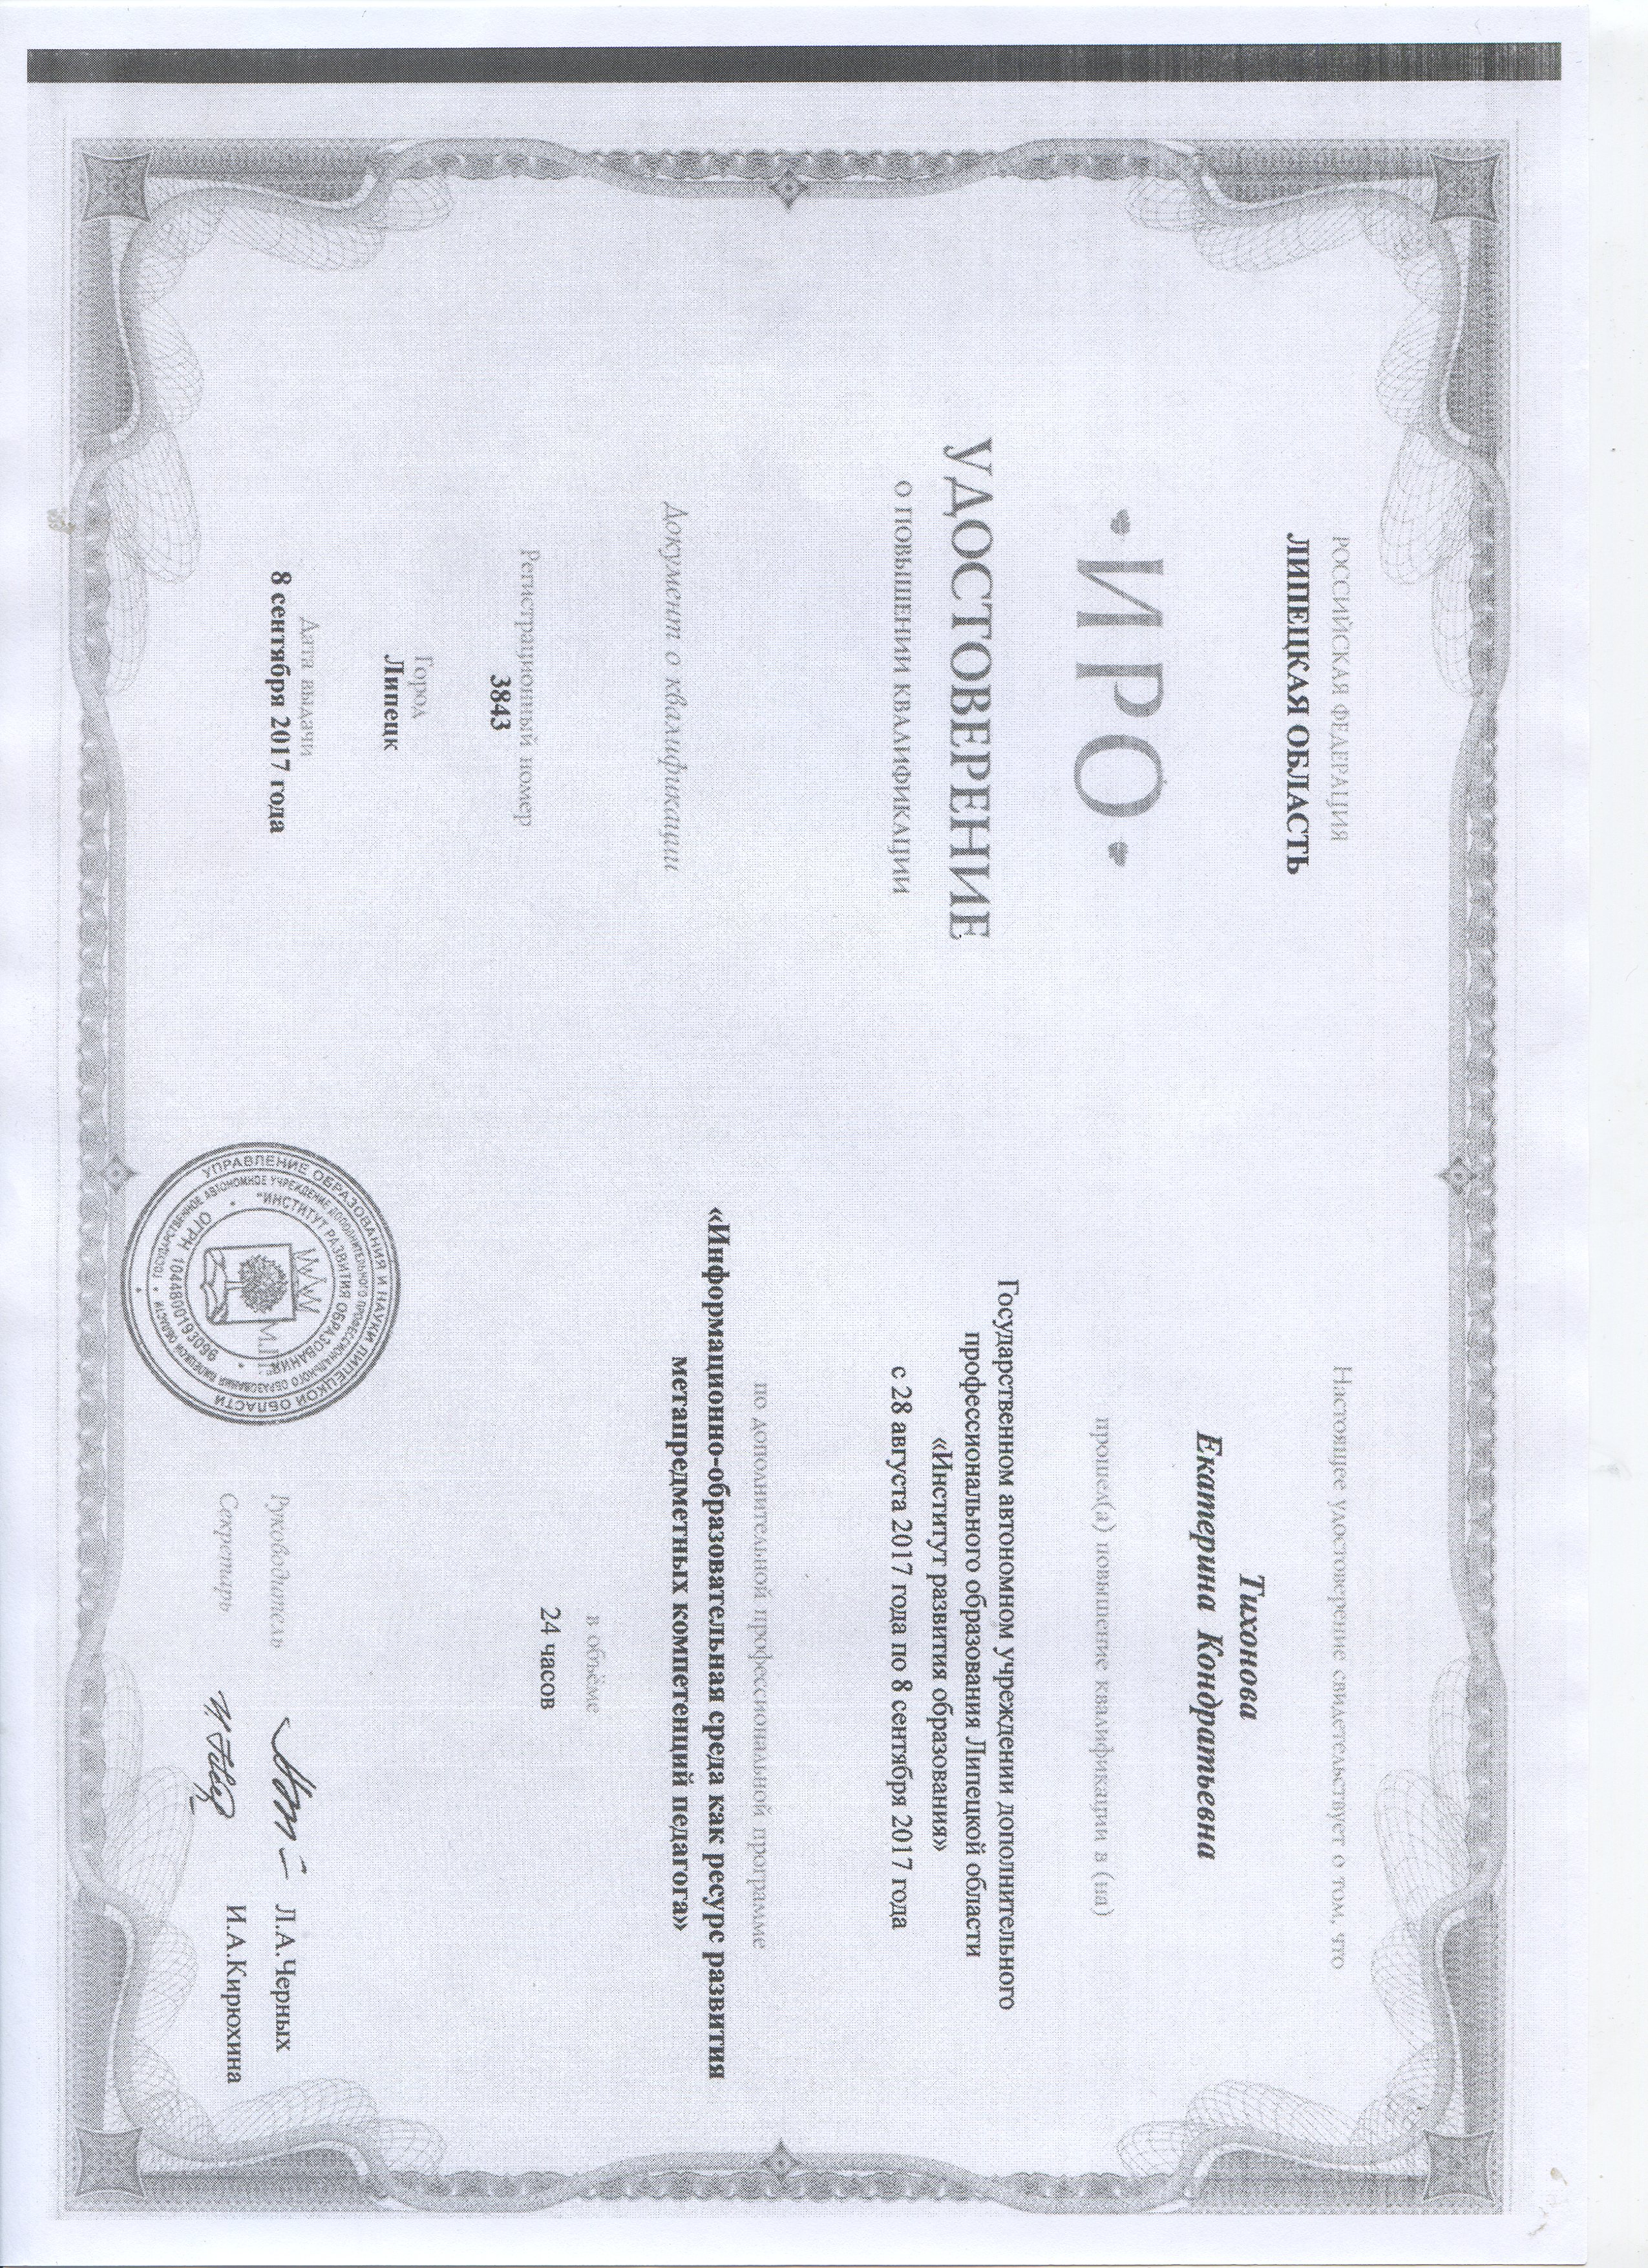 РОССИЙСКАЯ ФЕДЕРАЦИЯ
ЛИПЕЦКАЯ ОБЛАСТЬ
ИРО
УДОСТОВЕРЕНИЕ
О ПОВЫШЕНИИ КВАЛИФИКАЦИИ
Документ о квалификации
Регистрационный номер
3843
Город
Липецк
Дата выдачи
8 сентября 2017 года
Настоящее удостоверение свидетельствует о том, что
Тихонова
Екатерина Кондратьевна
прошел(а) повышение квалификации в (на)
Государственном автономном учреждении дополнительного
профессионального образования Липецкой области
«Институт развития образования»
с 28 августа 2017 года по 8 сентября 2017 года
по дополнительной профессиональной программе
«Информационно-образовательная среда как ресурс развития
метапредметных компетенций педагога»
в объёме
24 часов
УПРАВЛЕНИЕ ОБРАЗОВАНИЯ И НАУКИ ЛИПЕЦКОЙ ОБЛАСТИ
ГОСУДАРСТВЕННОЕ АВТОНОМНОЕ УЧРЕЖДЕНИЕ ДОПОЛНИТЕЛЬНОГО ПРОФЕССИОНАЛЬНОГО ОБРАЗОВАНИЯ ЛИПЕЦКОЙ ОБЛАСТИ
"ИНСТИТУТ РАЗВИТИЯ ОБРАЗОВАНИЯ"
ОГРН 1044800193096
М.П.
Руководитель Л.А.Черных
Секретарь И.А.Кирюхина